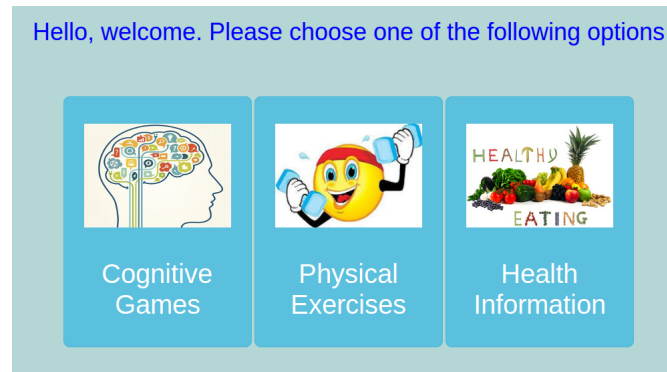 Hello, welcome. Please choose one of the following options
HEALTHY
EATING
Cognitive
Games
Physical
Exercises
Health
Information